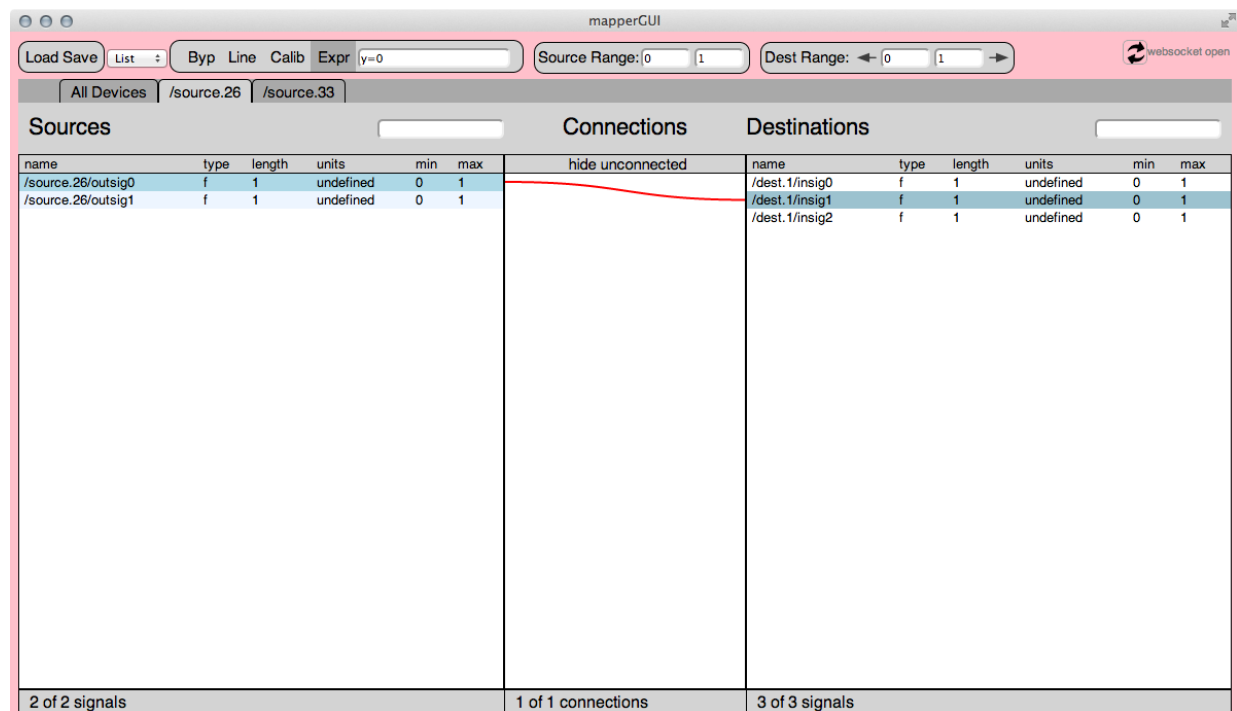 mapperGUI
Load Save List Byp Line Calib Expr y=0 Source Range: 0 1 Dest Range: 0 1 websocket open
All Devices /source.26 /source.33
Sources Connections Destinations
name type length units min max hide unconnected name type length units min max
/source.26/outsig0 f 1 undefined 0 1 /dest.1/insig0 f 1 undefined 0 1
/source.26/outsig1 f 1 undefined 0 1 /dest.1/insig1 f 1 undefined 0 1
/dest.1/insig2 f 1 undefined 0 1
2 of 2 signals 1 of 1 connections 3 of 3 signals